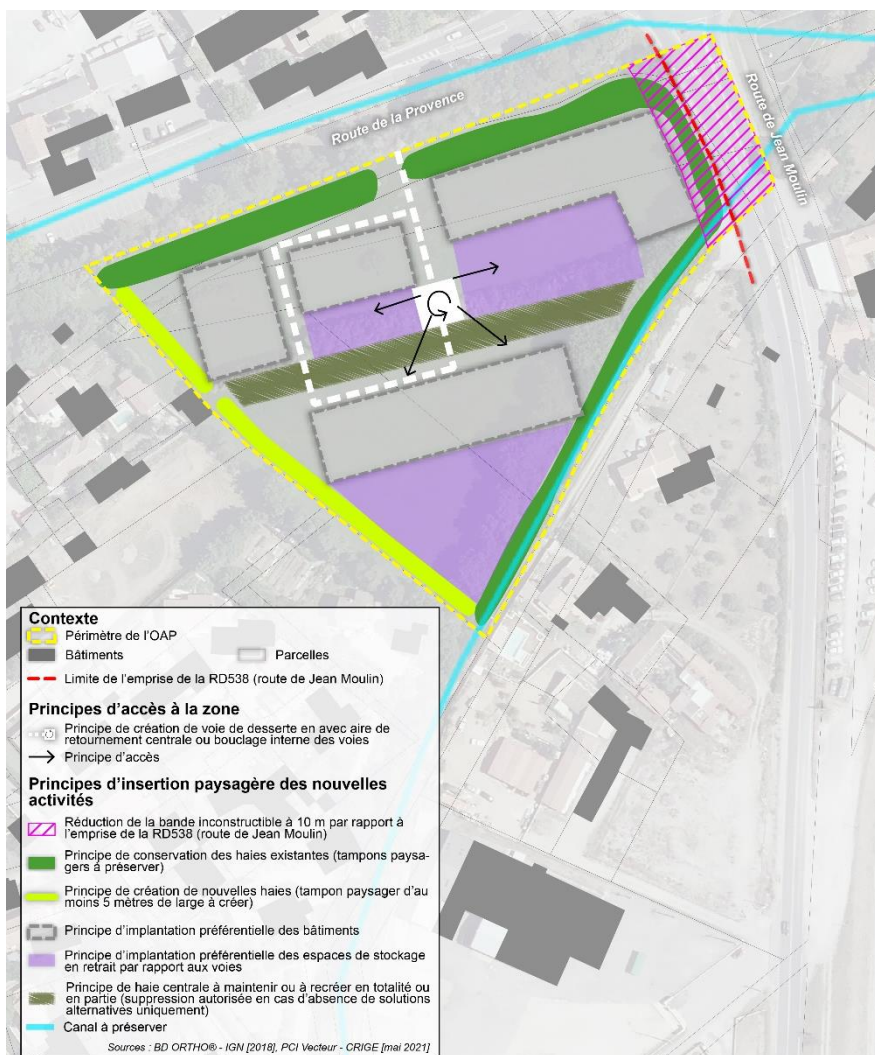 Route de la Provence
Route de Jean Moulin
Contexte
Périmètre de l'OAP
Bâtiments
Parcelles
Limite de l'emprise de la RD538 (route de Jean Moulin)
Principes d'accès à la zone
Principe de création de voie de desserte en avec aire de
retournement centrale ou bouclage interne des voies
Principe d'accès
Principes d'insertion paysagère des nouvelles
activités
Réduction de la bande inconstructible à 10 m par rapport à
l'emprise de la RD538 (route de Jean Moulin)
Principe de conservation des haies existantes (tampons paysa-
gers à préserver)
Principe de création de nouvelles haies (tampon paysager d'au
moins 5 mètres de large à créer)
Principe d'implantation préférentielle des bâtiments
Principe d'implantation préférentielle des espaces de stockage
en retrait par rapport aux voies
Principe de haie centrale à maintenir ou à recréer en totalité ou
en partie (suppression autorisée en cas d'absence de solutions
alternatives uniquement)
Canal à préserver
Sources : BD ORTHO® - IGN [2018], PCI Vecteur - CRIGE [mai 2021]